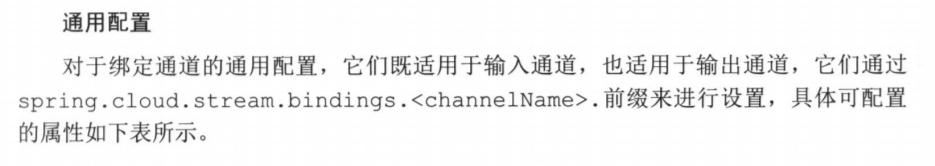 通用配置
对于绑定通道的通用配置，它们既适用于输入通道，也适用于输出通道，它们通过
spring.cloud.stream.bindings.<channelName>.前缀来进行设置，具体可配置
的属性如下表所示。